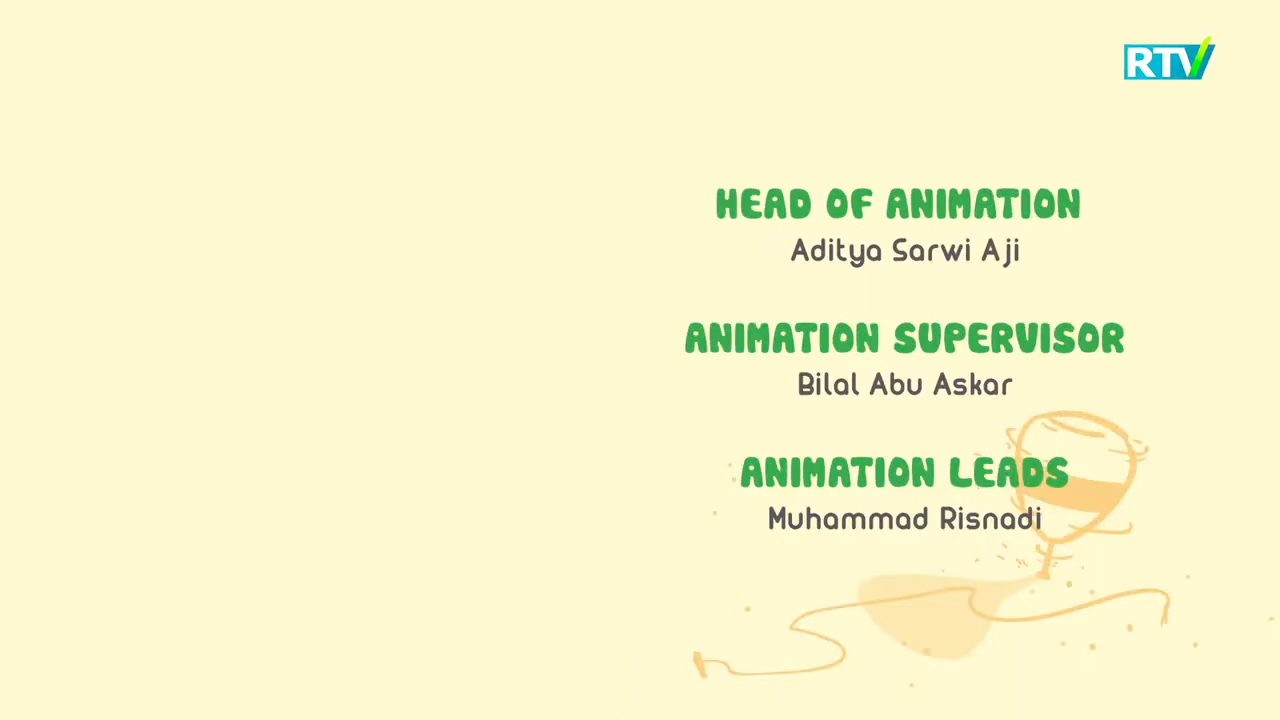 RTV
HEAD OF ANIMATION
Aditya Sarwi Aji
ANIMATION SUPERVISOR
Bilal Abu Askar
ANIMATION LEADS
Muhammad Risnadi